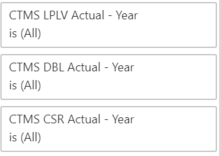 CTMS LPLV Actual - Year
is (All)
CTMS DBL Actual - Year
is (All)
CTMS CSR Actual - Year
is (All)